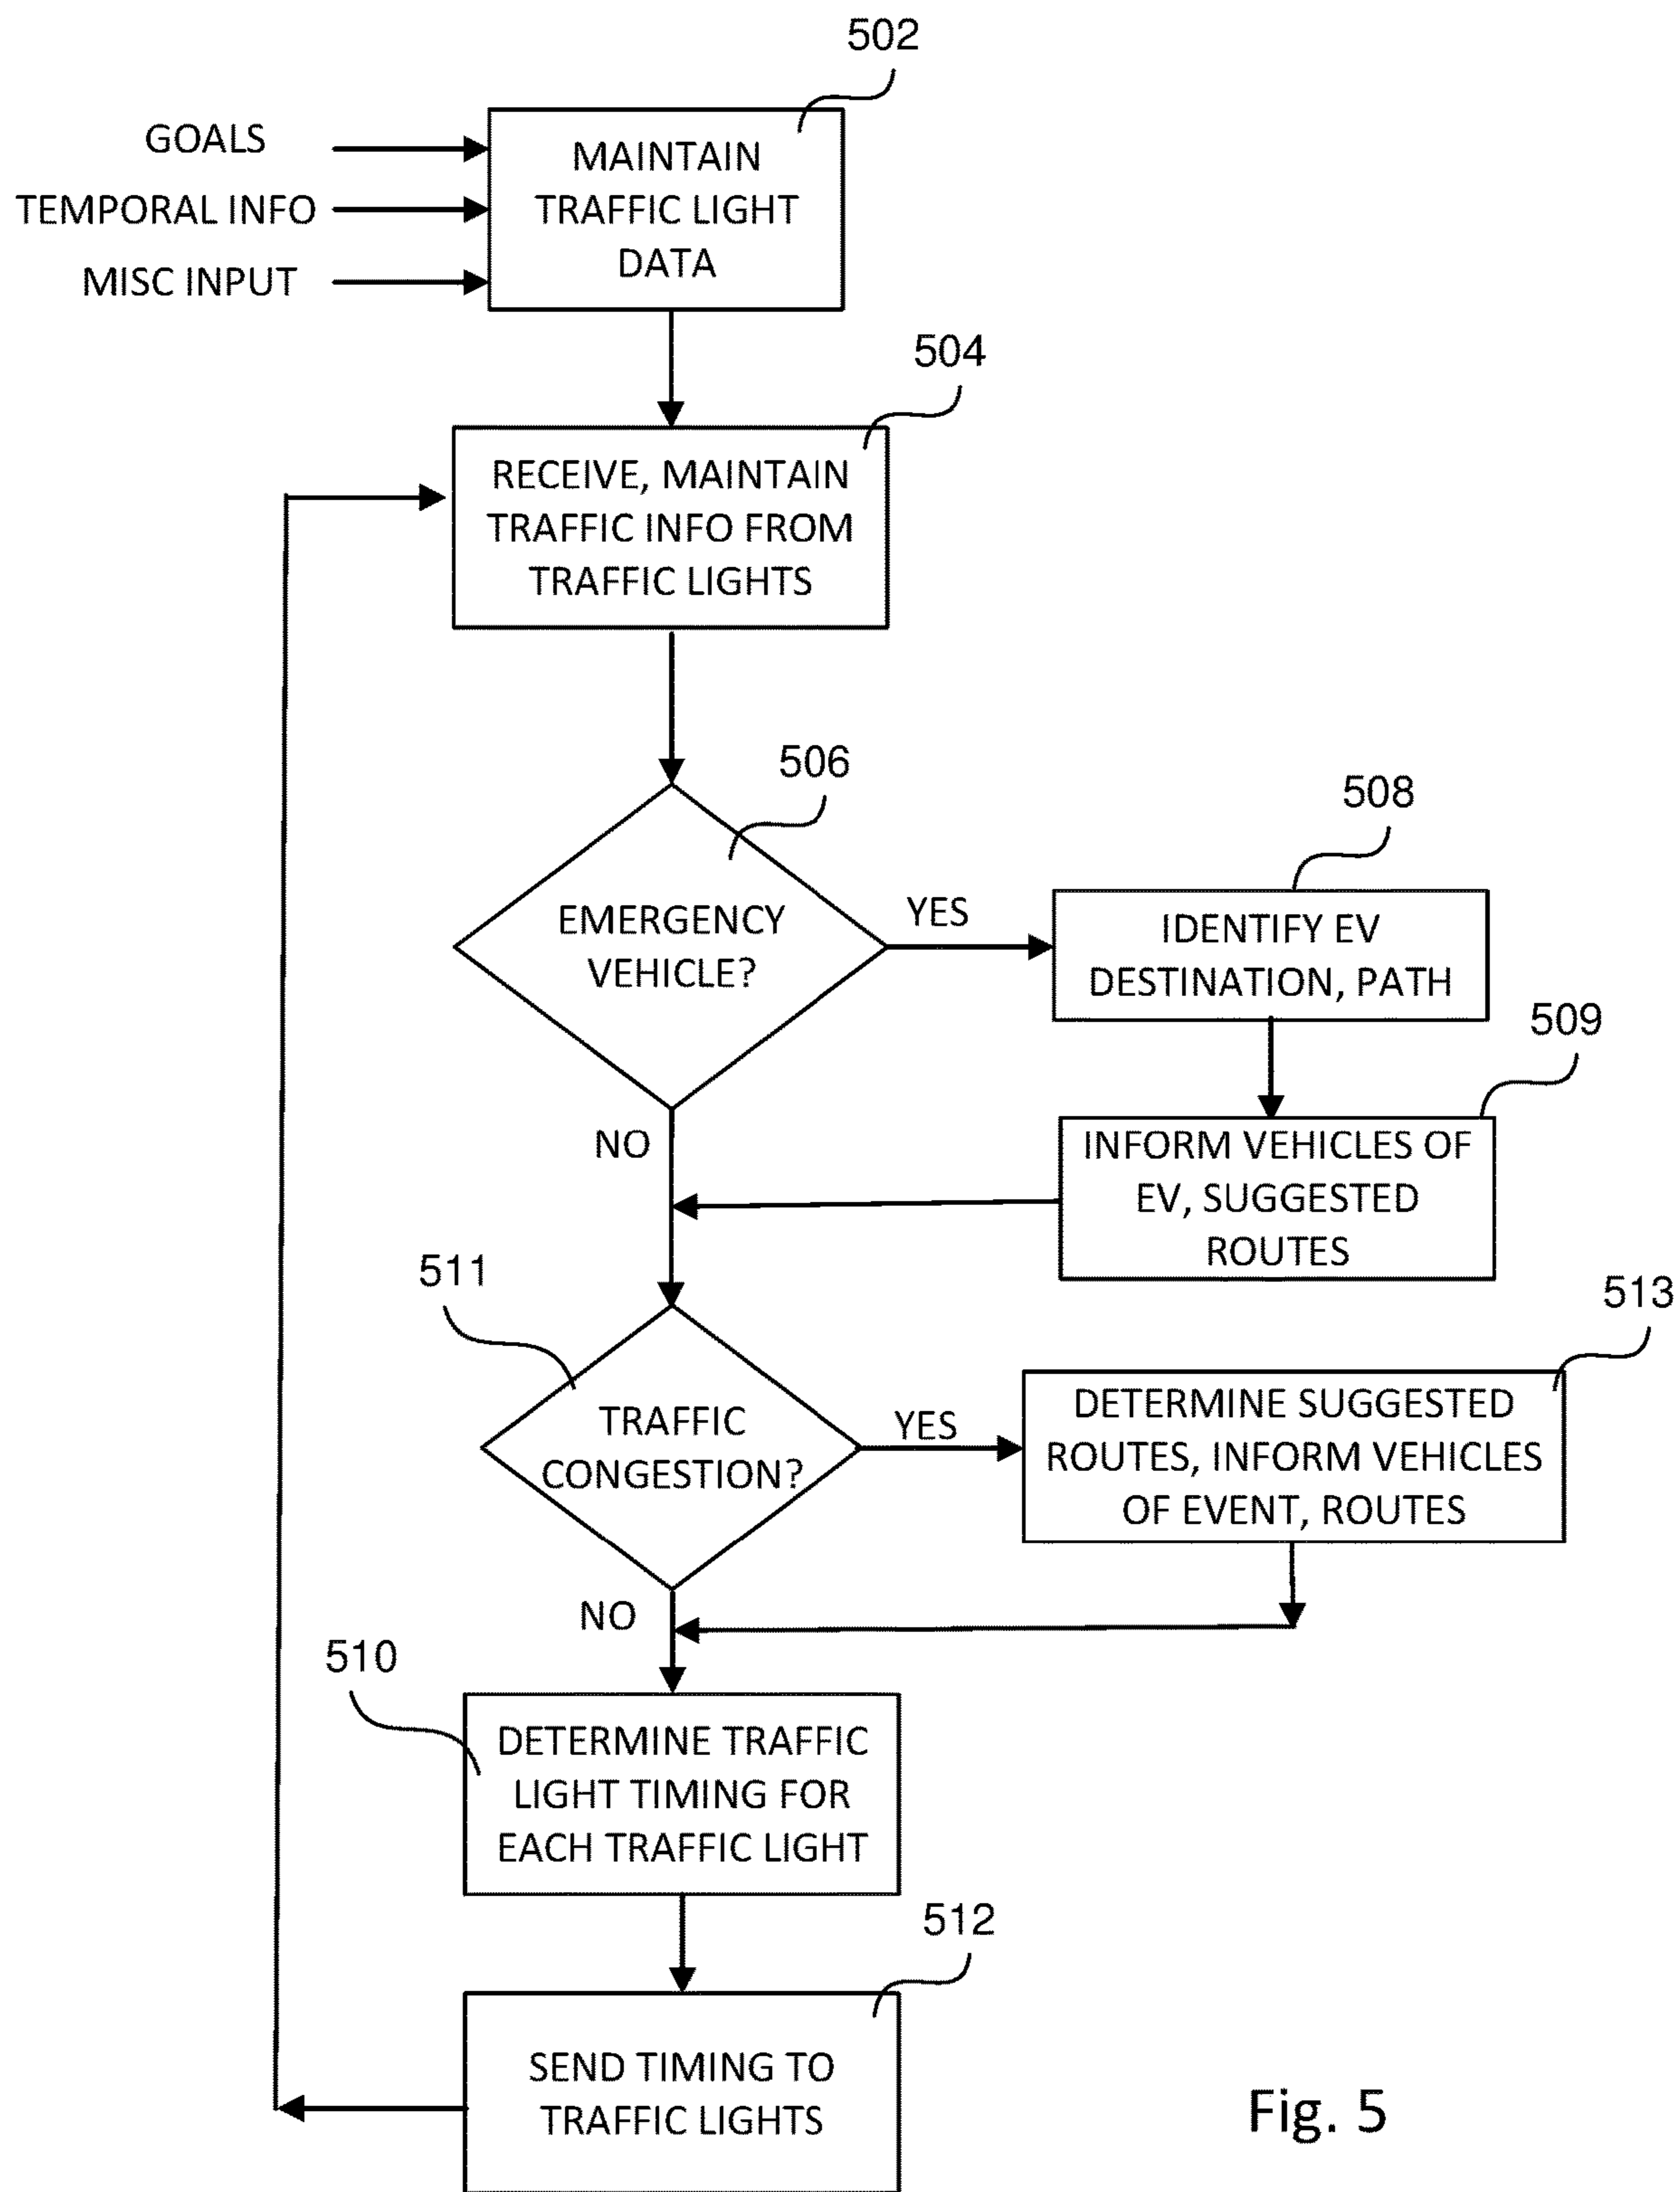 502
GOALS
TEMPORAL INFO
MISC INPUT
MAINTAIN
TRAFFIC LIGHT
DATA
504
RECEIVE, MAINTAIN
TRAFFIC INFO FROM
TRAFFIC LIGHTS
506
EMERGENCY
VEHICLE?
YES
508
IDENTIFY EV
DESTINATION, PATH
509
INFORM VEHICLES OF
EV, SUGGESTED
ROUTES
NO
511
TRAFFIC
CONGESTION?
YES
513
DETERMINE SUGGESTED
ROUTES, INFORM VEHICLES
OF EVENT, ROUTES
NO
510
DETERMINE TRAFFIC
LIGHT TIMING FOR
EACH TRAFFIC LIGHT
512
SEND TIMING TO
TRAFFIC LIGHTS
Fig. 5